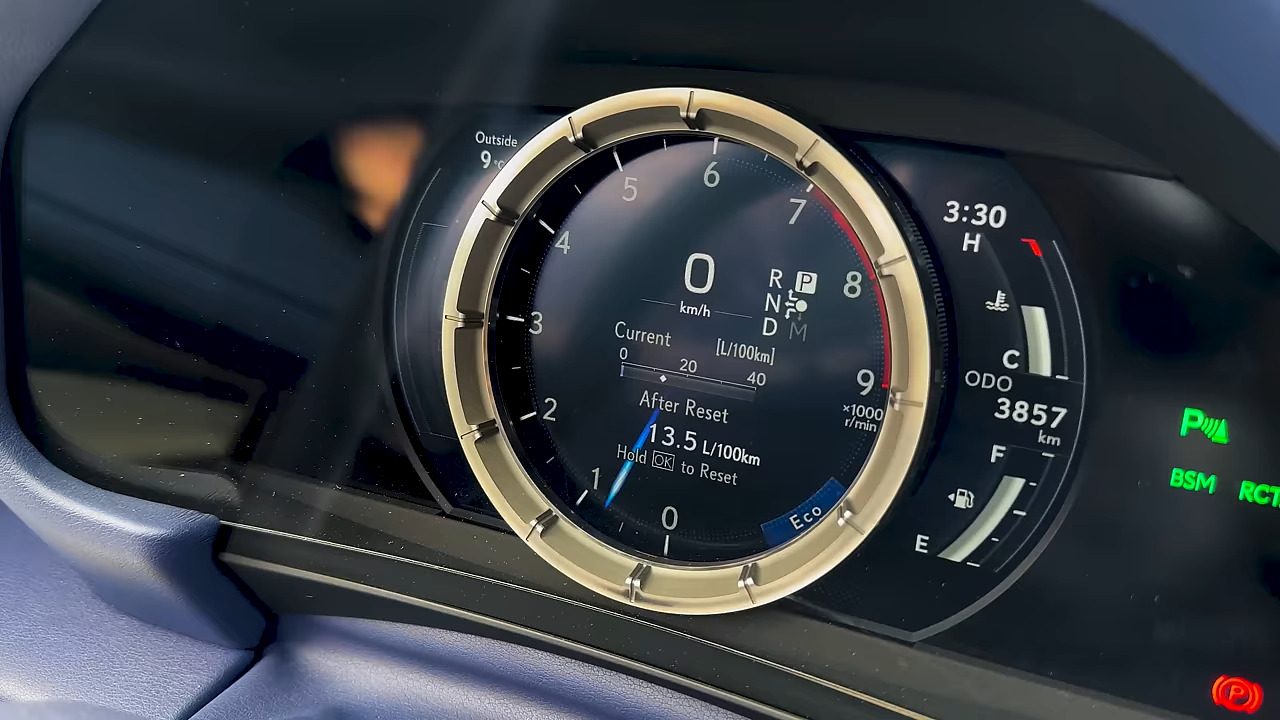 Outside
9°C
0
km/h
R P
N
D M
Current [L/100km]
0 20 40
After Reset
13.5 L/100km
Hold OK to Reset
0
1
2
3
4
5
6
7
8
9
×1000
r/min
Eco
3:30
H
C
ODO
3857
km
F
E
P
BSM
RCT
P